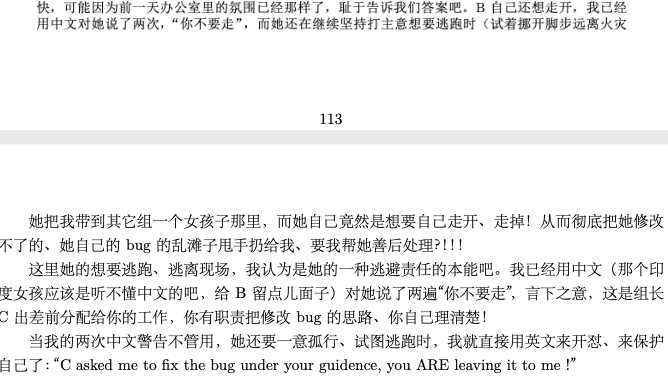 快，可能因为前一天办公室里的氛围已经那样了，耻于告诉我们答案吧。B 自己还想走开，我已经
用中文对她说了两次，“你不要走”，而她还在继续坚持打主意想要逃跑时（试着挪开脚步远离火灾
113
她把我带到其它组一个女孩子那里，而她自己竟然是想要自己走开、走掉！从而彻底把她修改
不了的、她自己的 bug 的乱滩子甩手扔给我、要我帮她善后处理?!!!
这里她的想要逃跑、逃离现场，我认为是她的一种逃避责任的本能吧。我已经用中文（那个印
度女孩应该是听不懂中文的吧，给 B 留点儿面子）对她说了两遍“你不要走”，言下之意，这是组长
C 出差前分配给你的工作，你有职责把修改 bug 的思路、你自己理清楚！
当我的两次中文警告不管用，她还要一意孤行、试图逃跑时，我就直接用英文来开怼、来保护
自己了：“C asked me to fix the bug under your guidence, you ARE leaving it to me !”